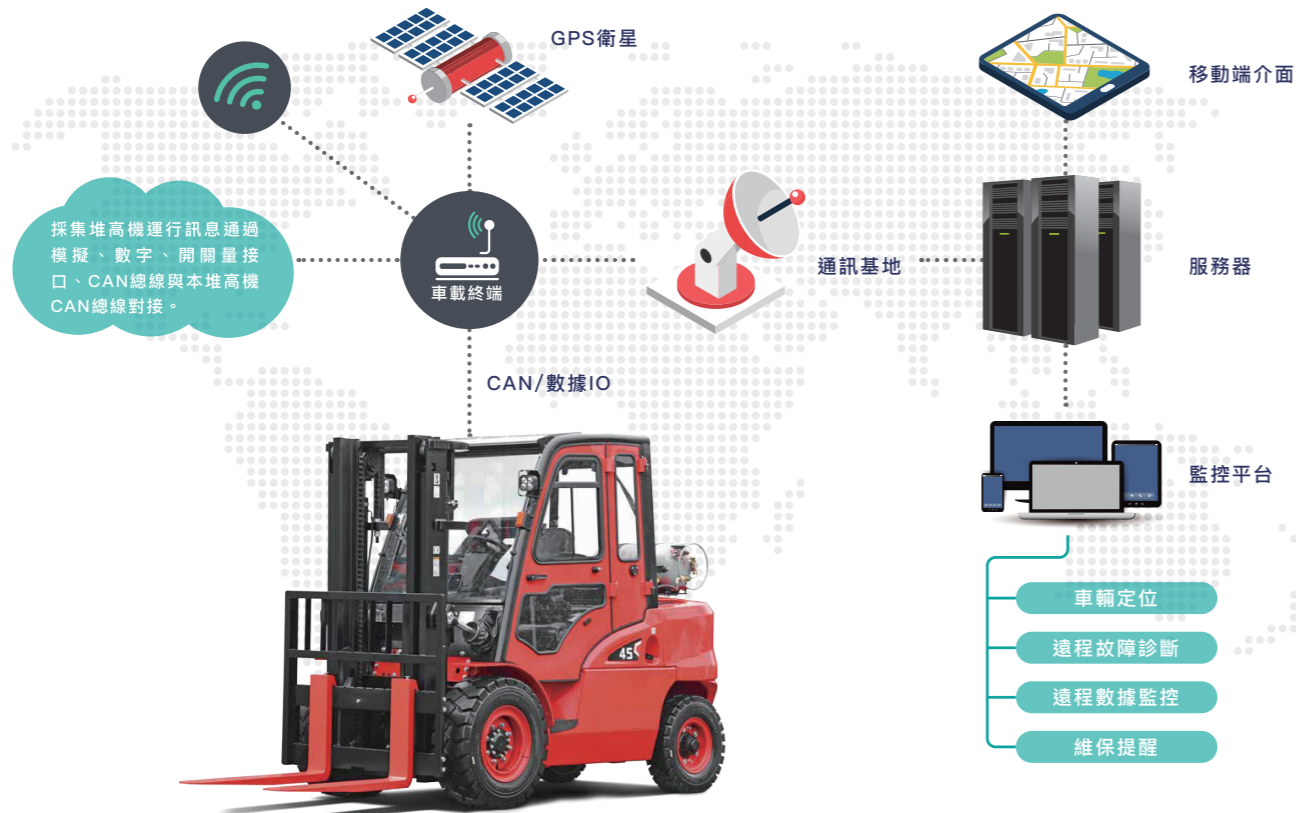 GPS衛星
移動端介面
採集堆高機運行訊息通過
模擬、數字、開關量接
口、CAN總線與本堆高機
CAN總線對接。
車載終端
通訊基地
服務器
CAN/數據IO
監控平台
車輛定位
遠程故障診斷
遠程數據監控
維保提醒
45